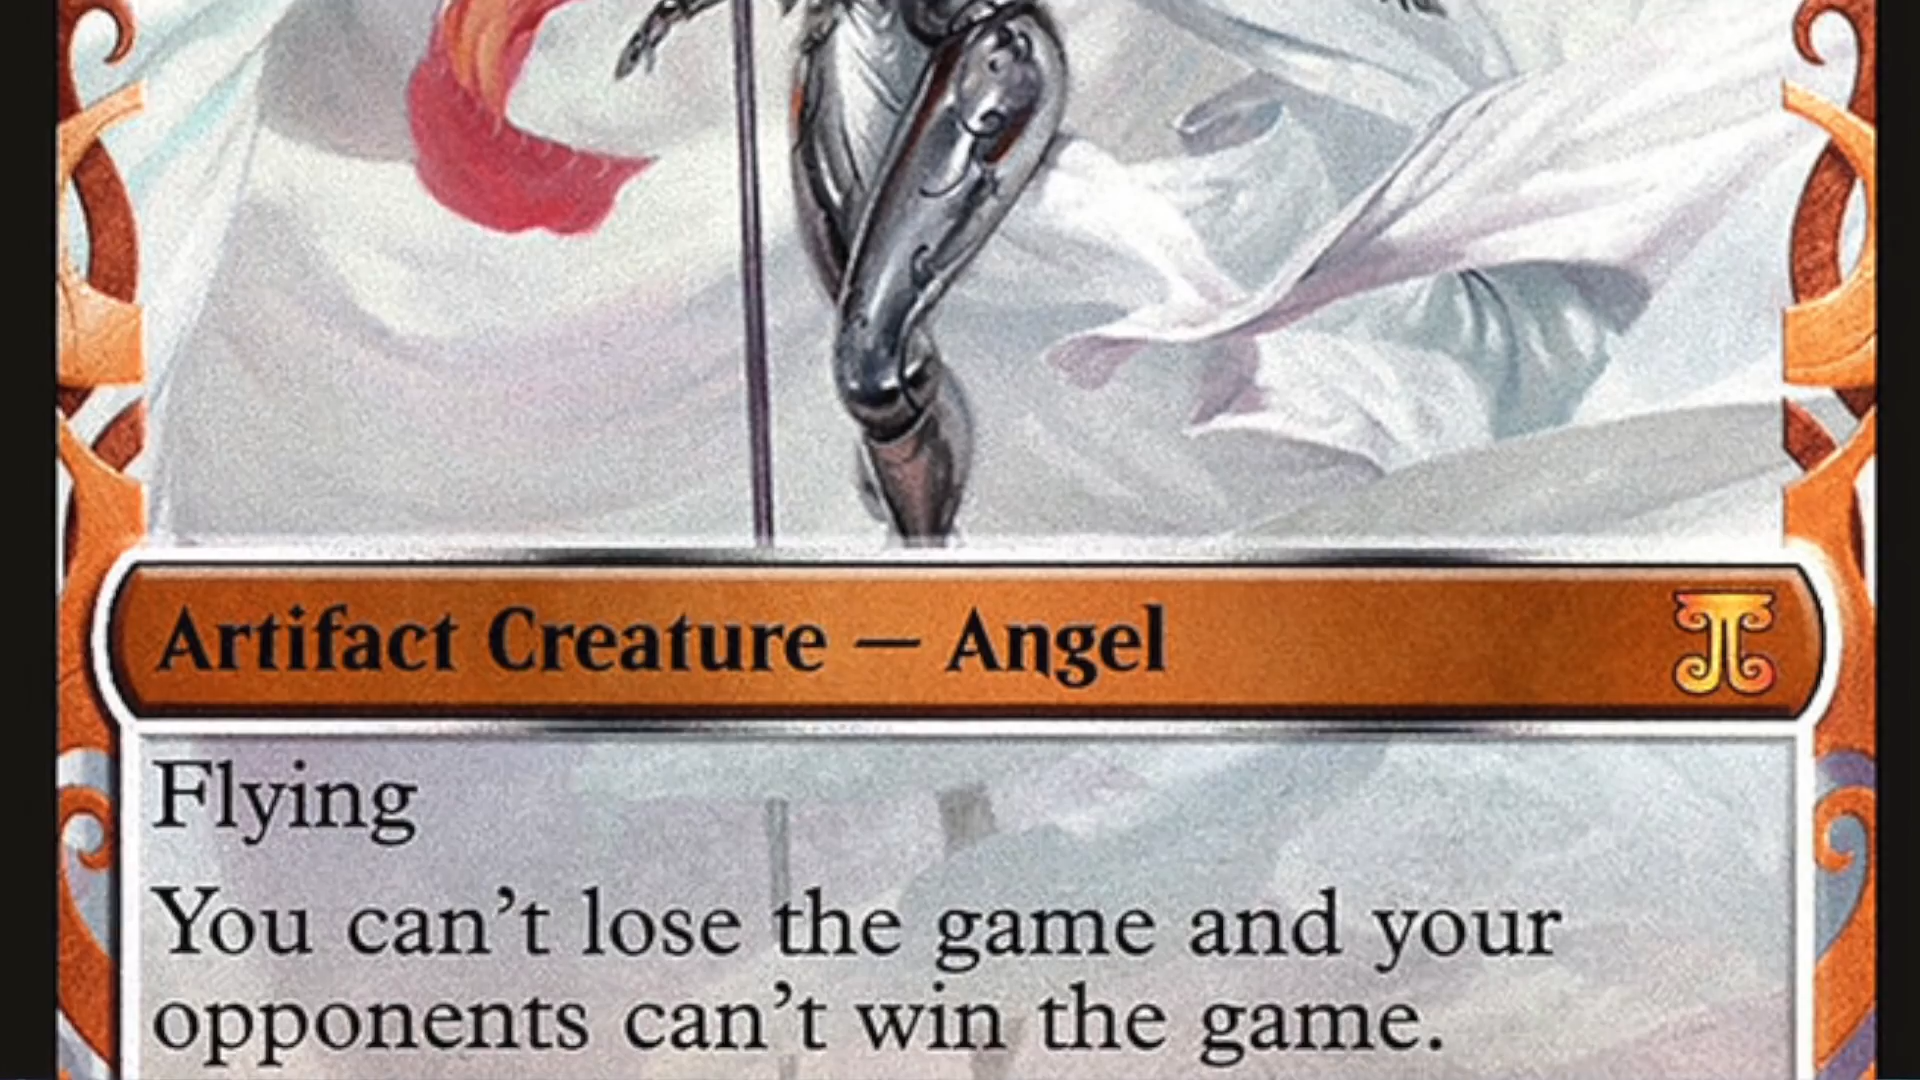 Artifact Creature — Angel
Flying
You can’t lose the game and your
opponents can’t win the game.